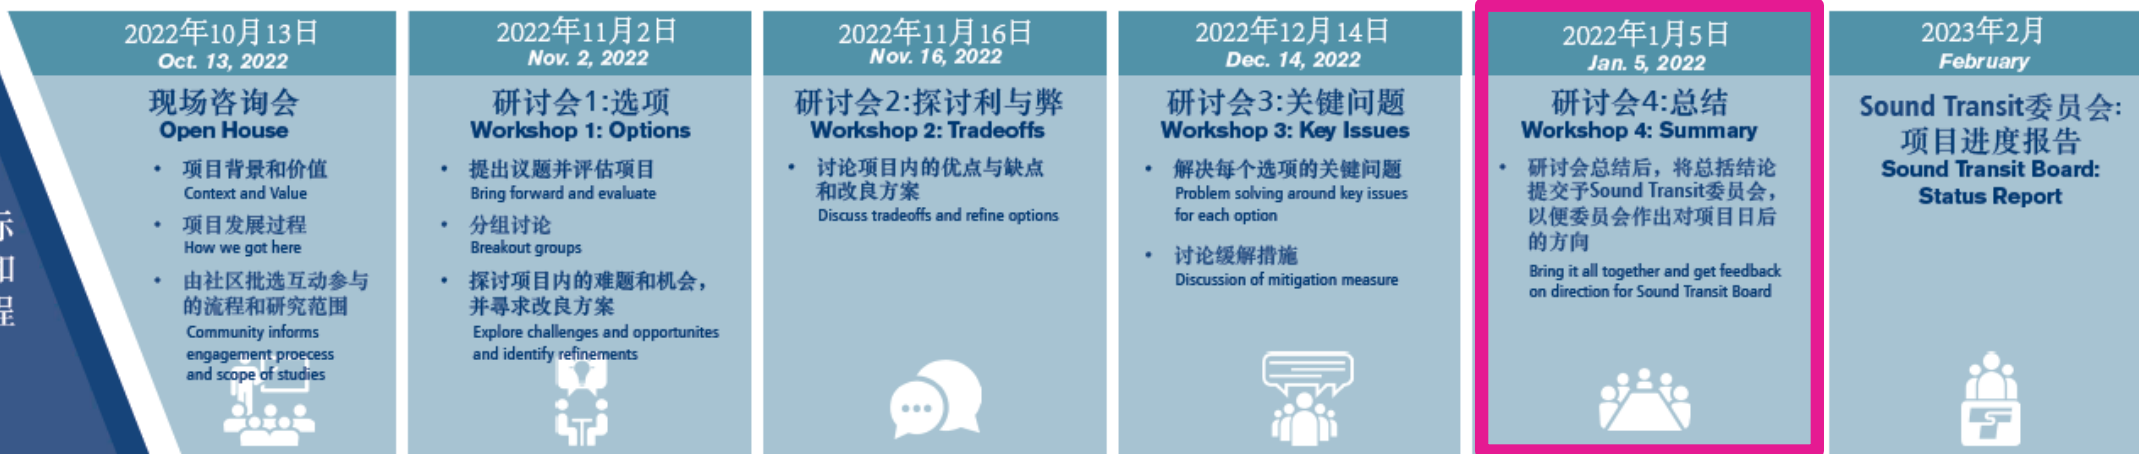 2022年10月13日
Oct. 13, 2022
现场咨询会
Open House
• 项目背景和价值
Context and Value
• 项目发展过程
How we got here
• 由社区批选互动参与
的流程和研究范围
Community informs
engagement proecess
and scope of studies
2022年11月2日
Nov. 2, 2022
研讨会1:选项
Workshop 1: Options
• 提出议题并评估项目
Bring forward and evaluate
• 分组讨论
Breakout groups
• 探讨项目内的难题和机会，
并寻求改良方案
Explore challenges and opportunites
and identify refinements
2022年11月16日
Nov. 16, 2022
研讨会2:探讨利与弊
Workshop 2: Tradeoffs
• 讨论项目内的优点与缺点
和改良方案
Discuss tradeoffs and refine options
2022年12月14日
Dec. 14, 2022
研讨会3:关键问题
Workshop 3: Key Issues
• 解决每个选项的关键问题
Problem solving around key issues
for each option
• 讨论缓解措施
Discussion of mitigation measure
2022年1月5日
Jan. 5, 2022
研讨会4:总结
Workshop 4: Summary
• 研讨会总结后，将总括结论
提交予Sound Transit委员会，
以便委员会作出对项目日后
的方向
Bring it all together and get feedback
on direction for Sound Transit Board
2023年2月
February
Sound Transit委员会:
项目进度报告
Sound Transit Board:
Status Report